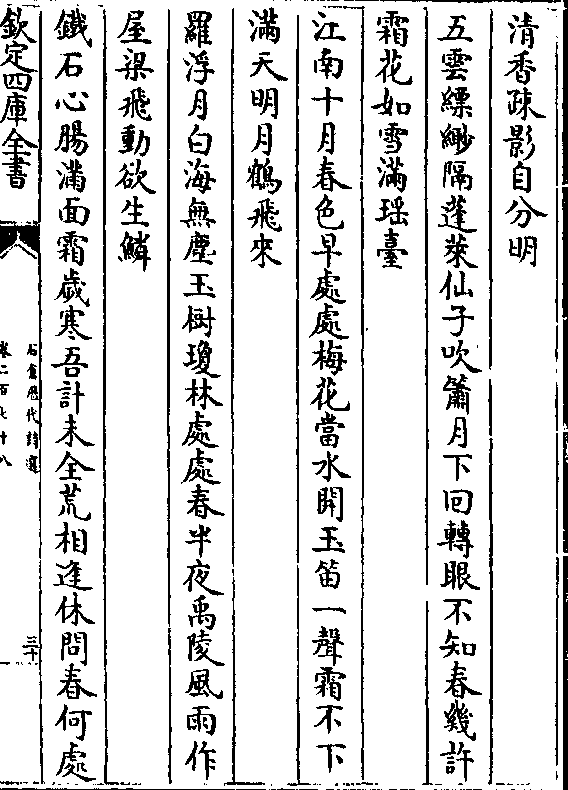 清香疎影自分明
五雲縹緲隔蓬萊仙子吹簫月下回轉眼不知春幾許
霜花如雪滿瑶臺
江南十月春色早處處梅花當水開玉笛一聲霜不下
滿天明月鶴飛來
羅浮月白海無塵玉樹瓊林處處春半夜禹陵風雨作
屋梁飛動欲生鱗
鐵石心腸滿面霜歲寒吾計未全荒相逢休問春何處
欽定四庫全書
石倉歷代詩選
卷二百七十八
三十